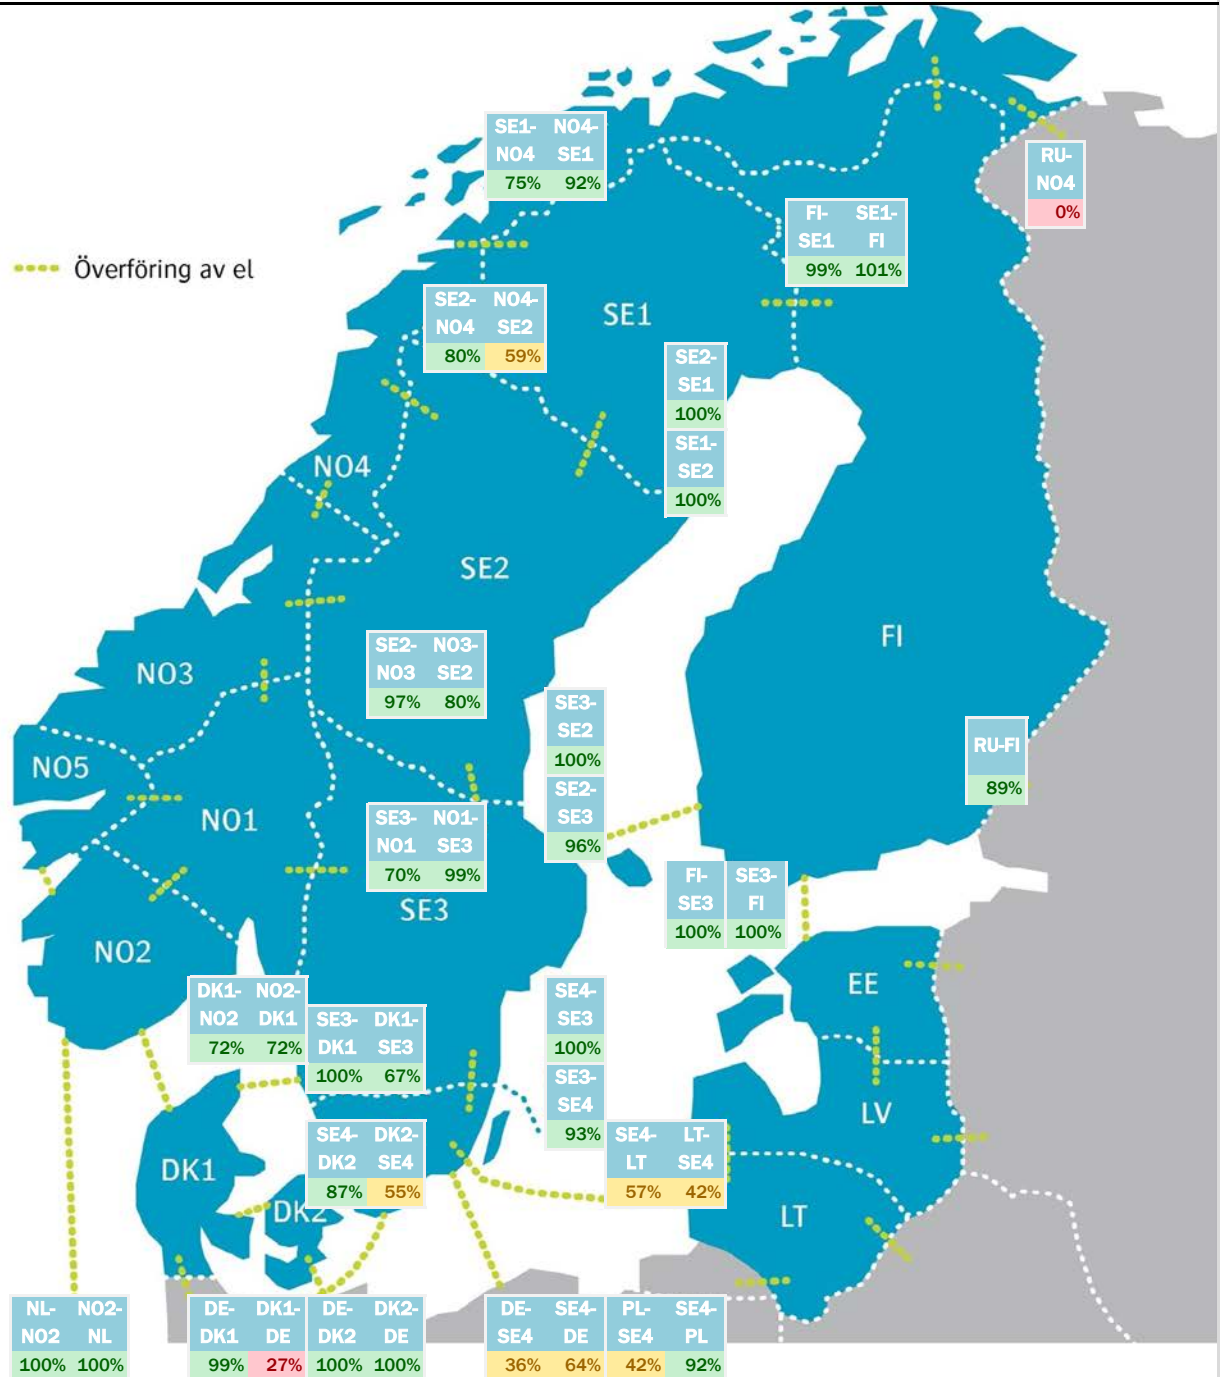 SE1- NO4-
NO4 SE1
75% 92%
RU-
NO4
0%
FI- SE1-
SE1 FI
99% 101%
Överföring av el
SE2- NO4-
NO4 SE2
80% 59%
SE1
SE2-
SE1
100%
SE1-
SE2
100%
NO4
SE2
FI
SE2- NO3-
NO3 SE2
97% 80%
NO3
SE3-
SE2
100%
SE2-
SE3
96%
RU-FI
89%
NO5
NO1
SE3- NO1-
NO1 SE3
70% 99%
SE3
FI- SE3-
SE3 FI
100% 100%
NO2
EE
DK1- NO2-
NO2 DK1
72% 72%
SE3- DK1-
DK1 SE3
100% 67%
SE4-
SE3
100%
SE3-
SE4
93%
LV
SE4- DK2-
DK2 SE4
87% 55%
SE4- LT-
LT SE4
57% 42%
DK1
DK2
LT
NL- NO2-
NO2 NL
100% 100%
DE- DK1-
DK1 DE
99% 27%
DE- DK2-
DK2 DE
100% 100%
DE- SE4-
SE4 DE
36% 64%
PL- SE4-
SE4 PL
42% 92%